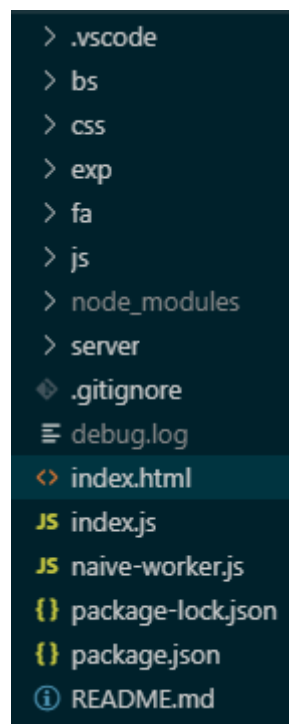 .vscode
bs
css
exp
fa
js
node_modules
server
.gitignore
debug.log
<> index.html
JS index.js
JS naive-worker.js
{} package-lock.json
{} package.json
README.md